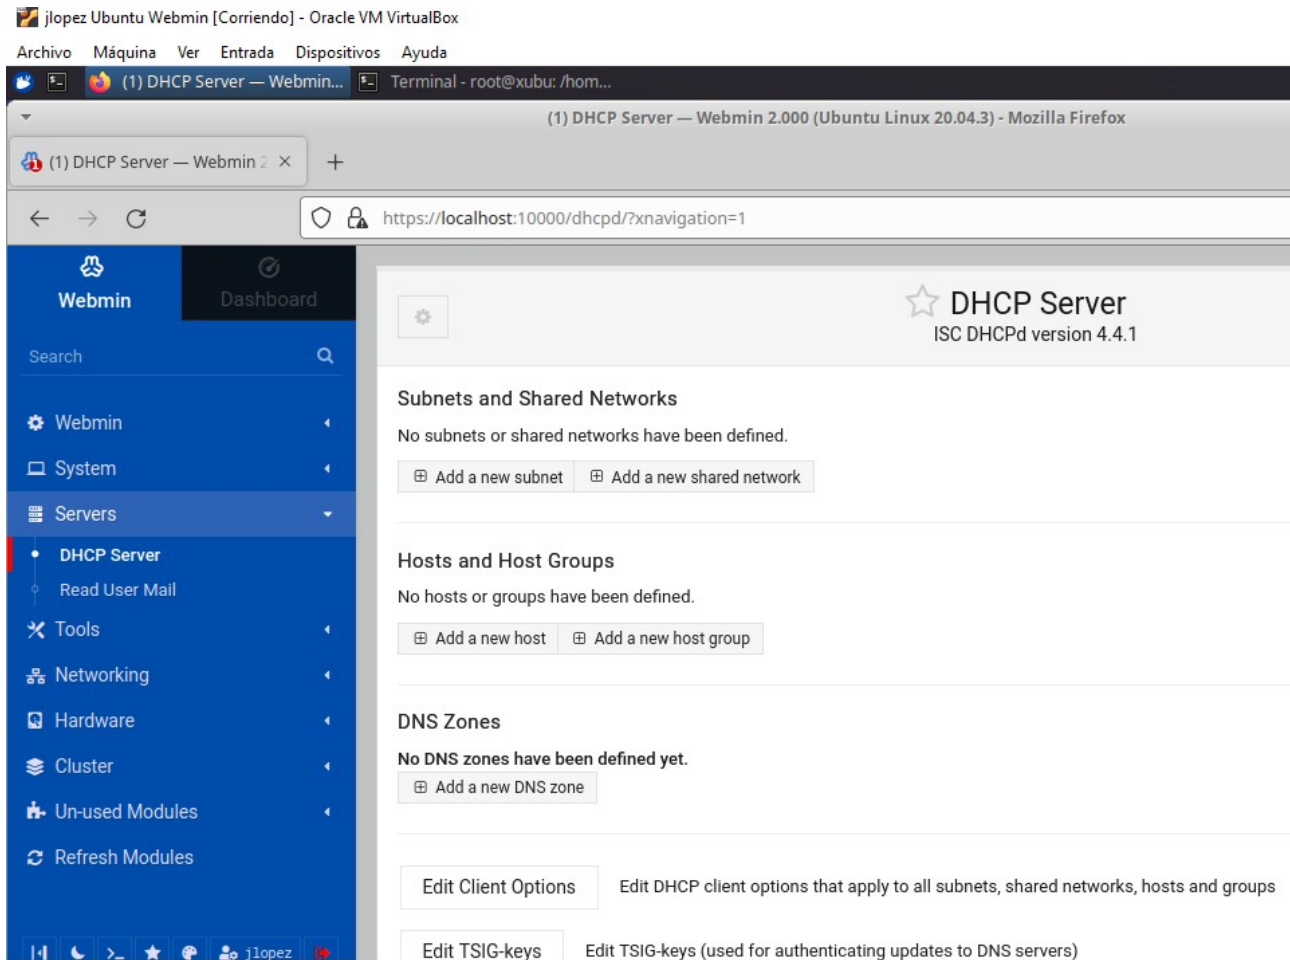 jlopez Ubuntu Webmin [Corriendo] - Oracle VM VirtualBox
Archivo Máquina Ver Entrada Dispositivos Ayuda
(1) DHCP Server — Webmin... Terminal - root@xubu: /hom...
(1) DHCP Server — Webmin 2.000 (Ubuntu Linux 20.04.3) - Mozilla Firefox
(1) DHCP Server — Webmin 2
https://localhost:10000/dhcpd/?xnavigation=1
Webmin
Dashboard
Search
Webmin
System
Servers
DHCP Server
Read User Mail
Tools
Networking
Hardware
Cluster
Un-used Modules
Refresh Modules
jlopez
DHCP Server
ISC DHCPd version 4.4.1
Subnets and Shared Networks
No subnets or shared networks have been defined.
Add a new subnet Add a new shared network
Hosts and Host Groups
No hosts or groups have been defined.
Add a new host Add a new host group
DNS Zones
No DNS zones have been defined yet.
Add a new DNS zone
Edit Client Options Edit DHCP client options that apply to all subnets, shared networks, hosts and groups
Edit TSIG-keys Edit TSIG-keys (used for authenticating updates to DNS servers)